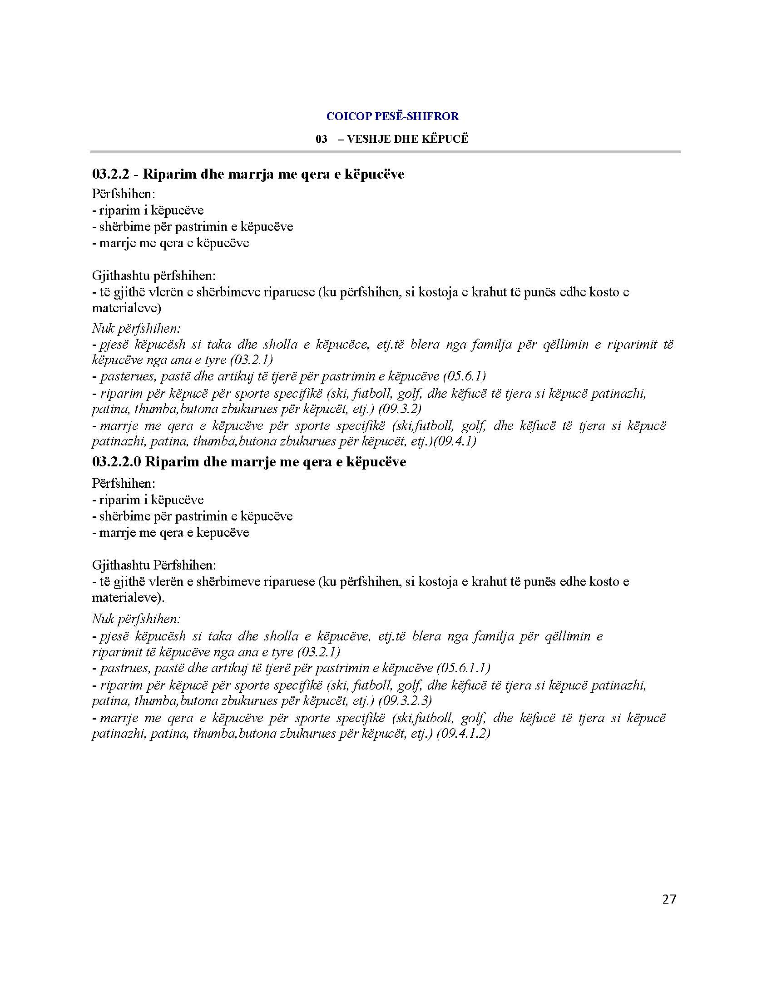 COICOP PESË-SHIFROR
03 – VESHJE DHE KËPUCË
03.2.2 - Riparim dhe marrja me qera e këpucëve
Përfshihen:
- riparim i këpucëve
- shërbime për pastrimin e këpucëve
- marrje me qera e këpucëve
Gjithashtu përfshihen:
- të gjithë vlerën e shërbimeve riparuese (ku përfshihen, si kostoja e krahut të punës edhe kosto e
materialeve)
Nuk përfshihen:
- pjesë këpucësh si taka dhe sholla e këpucëce, etj.të blera nga familja për qëllimin e riparimit të
këpucëve nga ana e tyre (03.2.1)
- pasterues, pastë dhe artikuj të tjerë për pastrimin e këpucëve (05.6.1)
- riparim për këpucë për sporte specifikë (ski, futboll, golf, dhe këfucë të tjera si këpucë patinazhi,
patina, thumba,butona zbukurues për këpucët, etj.) (09.3.2)
- marrje me qera e këpucëve për sporte specifikë (ski,futboll, golf, dhe këfucë të tjera si këpucë
patinazhi, patina, thumba,butona zbukurues për këpucët, etj.)(09.4.1)
03.2.2.0 Riparim dhe marrje me qera e këpucëve
Përfshihen:
- riparim i këpucëve
- shërbime për pastrimin e këpucëve
- marrje me qera e kepucëve
Gjithashtu Përfshihen:
- të gjithë vlerën e shërbimeve riparuese (ku përfshihen, si kostoja e krahut të punës edhe kosto e
materialeve).
Nuk përfshihen:
- pjesë këpucësh si taka dhe sholla e këpucëve, etj.të blera nga familja për qëllimin e
riparimit të këpucëve nga ana e tyre (03.2.1)
- pastrues, pastë dhe artikuj të tjerë për pastrimin e këpucëve (05.6.1.1)
- riparim për këpucë për sporte specifikë (ski, futboll, golf, dhe këfucë të tjera si këpucë patinazhi,
patina, thumba,butona zbukurues për këpucët, etj.) (09.3.2.3)
- marrje me qera e këpucëve për sporte specifikë (ski,futboll, golf, dhe këfucë të tjera si këpucë
patinazhi, patina, thumba,butona zbukurues për këpucët, etj.) (09.4.1.2)
27